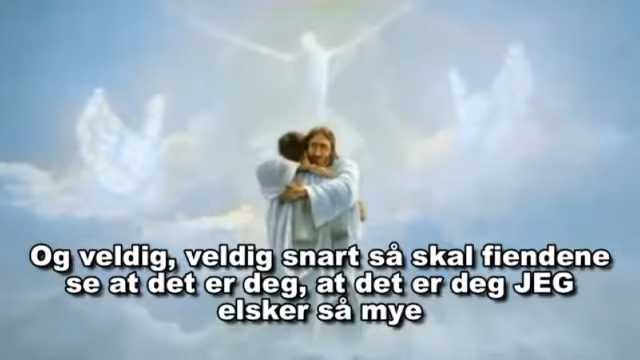 Og veldig, veldig snart så skal fiendene
se at det er deg, at det er deg JEG
elsker så mye